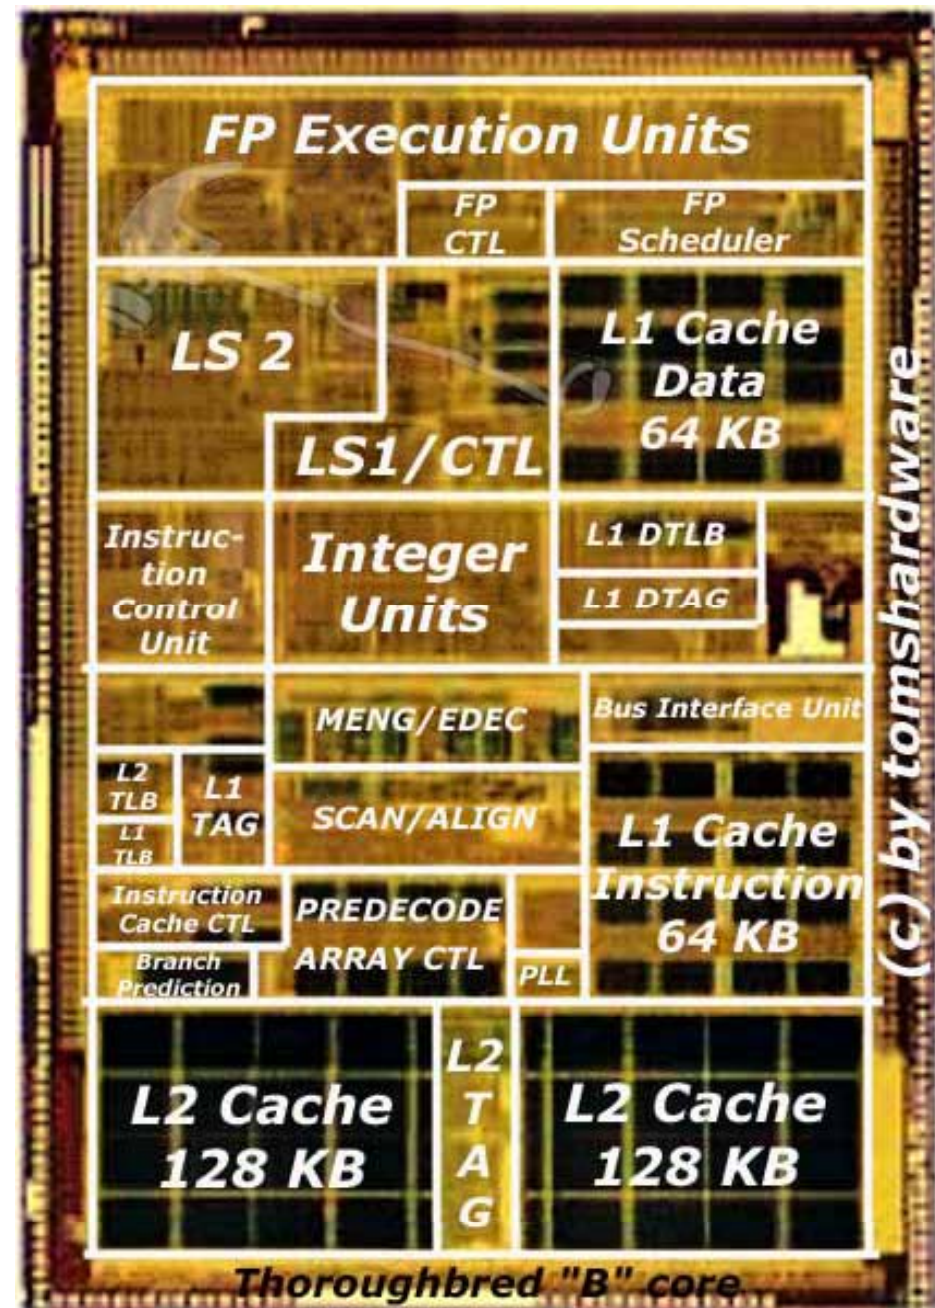 FP Execution Units
FP
CTL
FP
Scheduler
LS 2
LS1/CTL
L1 Cache
Data
64 KB
Instruc-
tion
Control
Unit
Integer
Units
L1 DTLB
L1 DTAG
MENG/EDEC
Bus Interface Unit
L2
TLB
L1
TLB
L1
TAG
SCAN/ALIGN
L1 Cache
Instruction
64 KB
Instruction
Cache CTL
PREDECODE
ARRAY CTL
Branch
Prediction
PLL
L2 Cache
128 KB
L2
T
A
G
L2 Cache
128 KB
(c) by tomshardware
Thoroughbred "B" core